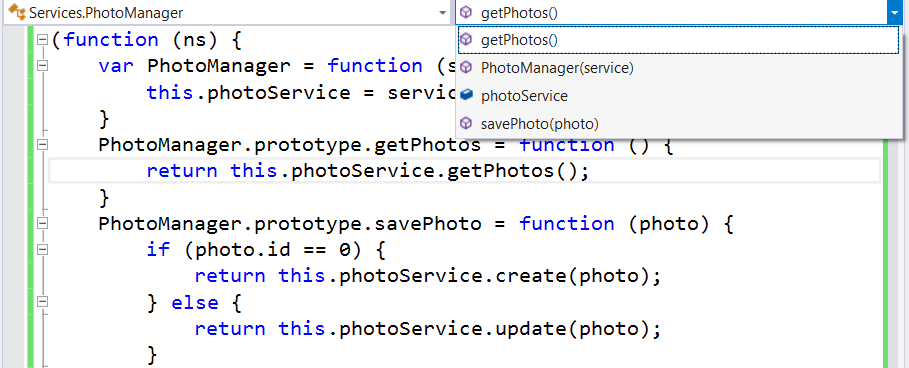 Services.PhotoManager
getPhotos()
getPhotos()
PhotoManager(service)
photoService
savePhoto(photo)
(function (ns) {
var PhotoManager = function (s
this.photoService = servic
}
PhotoManager.prototype.getPhotos = function () {
return this.photoService.getPhotos();
}
PhotoManager.prototype.savePhoto = function (photo) {
if (photo.id == 0) {
return this.photoService.create(photo);
} else {
return this.photoService.update(photo);
}